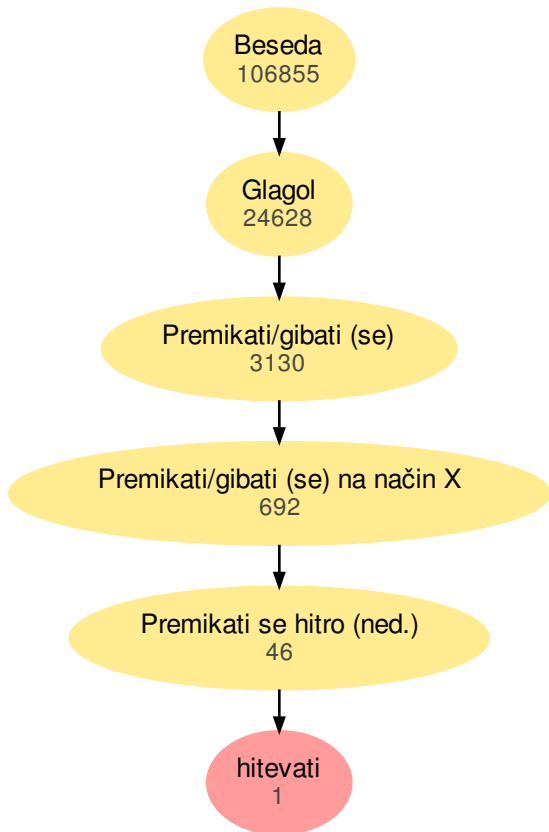 Beseda
106855
Glagol
24628
Premikati/gibati (se)
3130
Premikati/gibati (se) na način X
692
Premikati se hitro (ned.)
46
hitevati
1